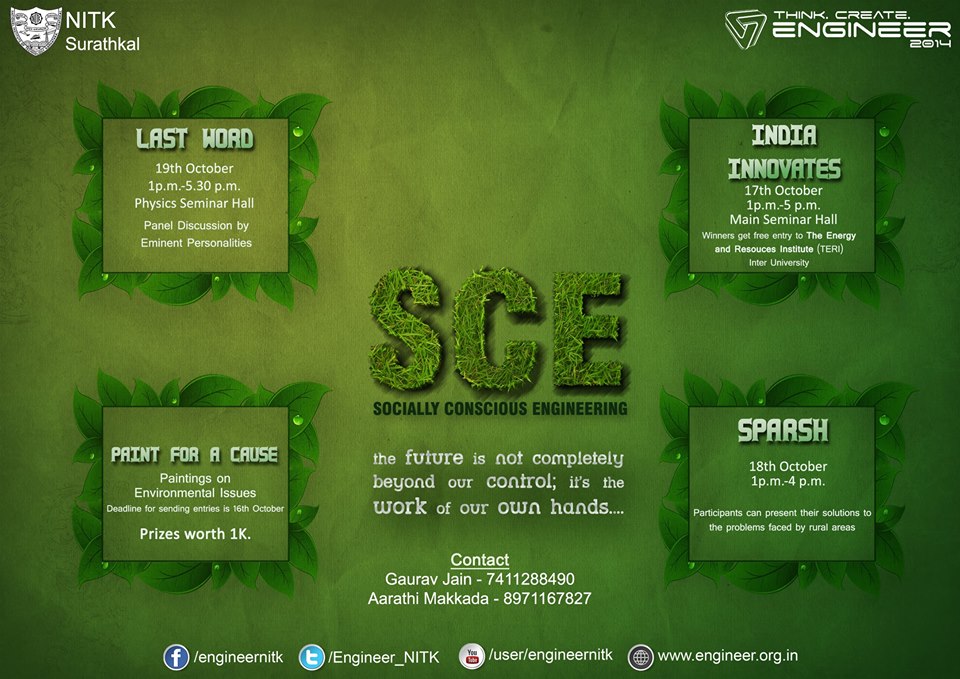 NITK
Surathkal
THINK. CREATE.
ENGINEER
2014
LAST WORD
19th October
1p.m.-5.30 p.m.
Physics Seminar Hall
Panel Discussion by
Eminent Personalities
INDIA
INNOVATES
17th October
1p.m.-5 p.m.
Main Seminar Hall
Winners get free entry to The Energy
and Resouces Institute (TERI)
Inter University
SCE
SOCIALLY CONSCIOUS ENGINEERING
the future is not completely
beyond our control; it's the
work of our own hands....
PAINT FOR A CAUSE
Paintings on
Environmental Issues
Deadline for sending entries is 16th October
Prizes worth 1K.
SPARSH
18th October
1p.m.-4 p.m.
Participants can present their solutions to
the problems faced by rural areas
Contact
Gaurav Jain - 7411288490
Aarathi Makkada - 8971167827
f /engineernitk
/Engineer_NITK
You Tube /user/engineernitk
www.engineer.org.in